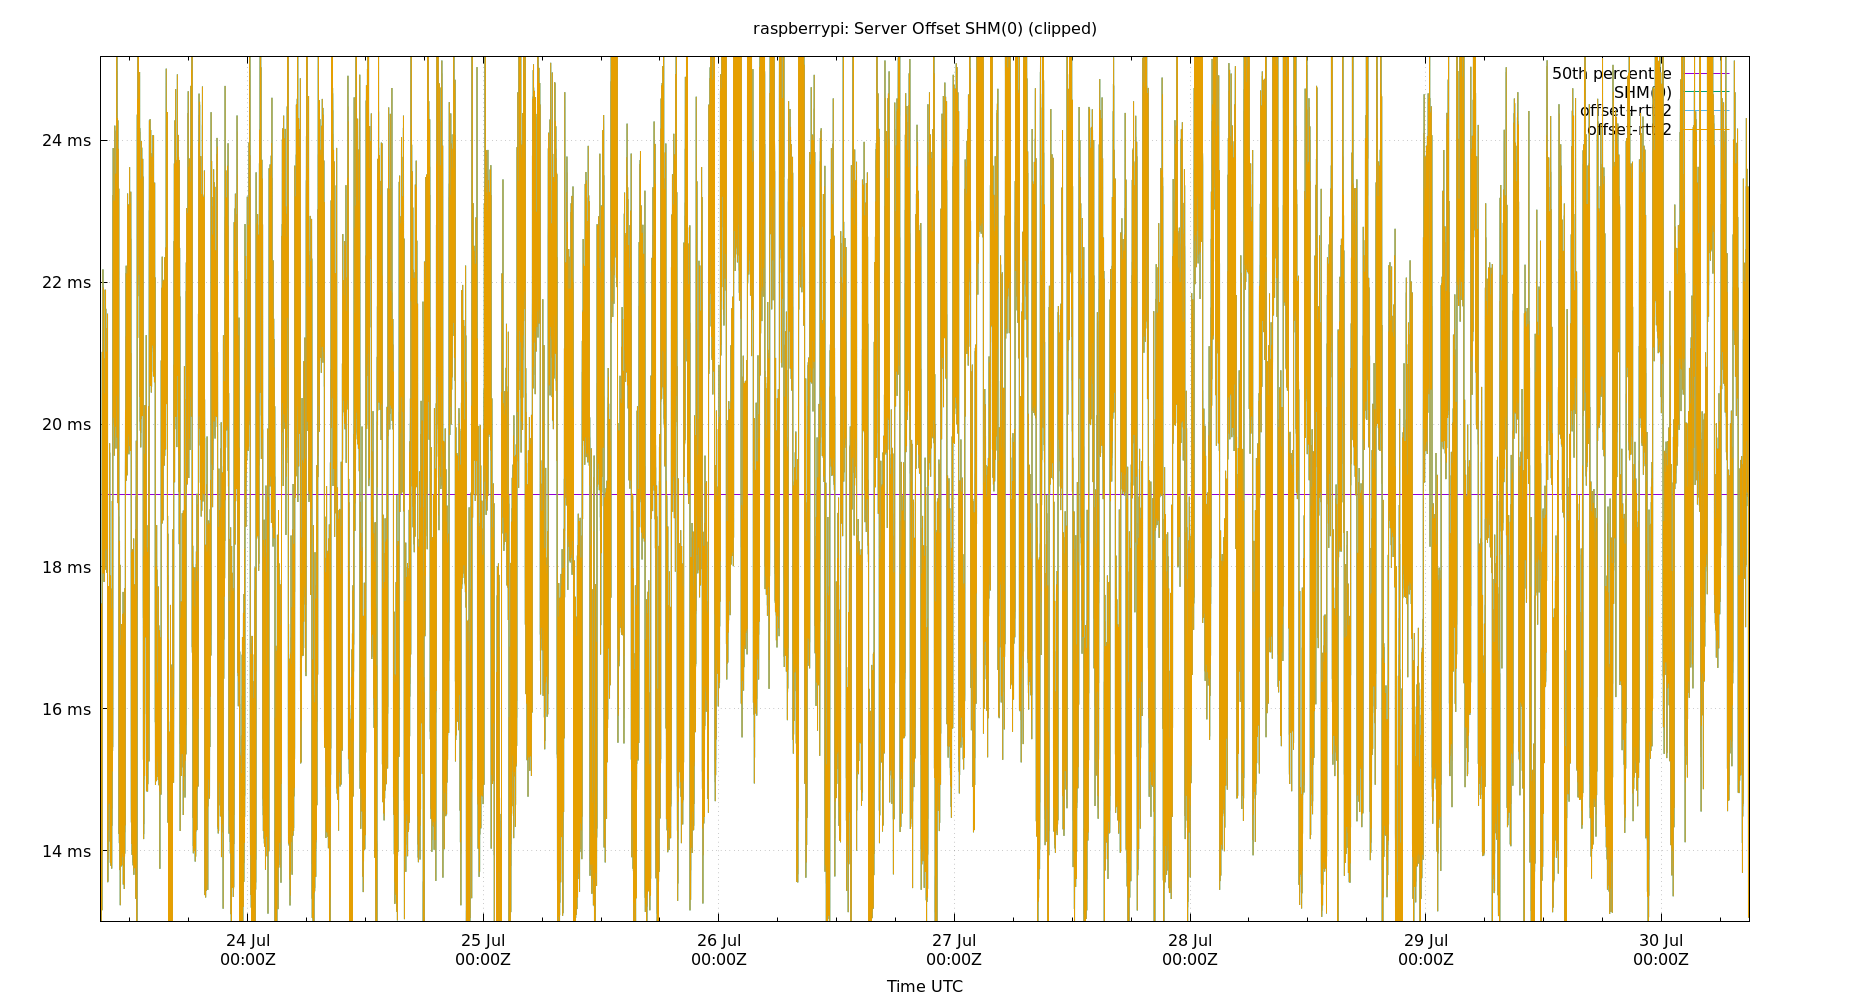 raspberrypi: Server Offset SHM(0) (clipped)
50th percentile
SHM(0)
offset+rtt/2
offset-rtt/2
24 ms
22 ms
20 ms
18 ms
16 ms
14 ms
24 Jul
00:00Z
25 Jul
00:00Z
26 Jul
00:00Z
27 Jul
00:00Z
28 Jul
00:00Z
29 Jul
00:00Z
30 Jul
00:00Z
Time UTC